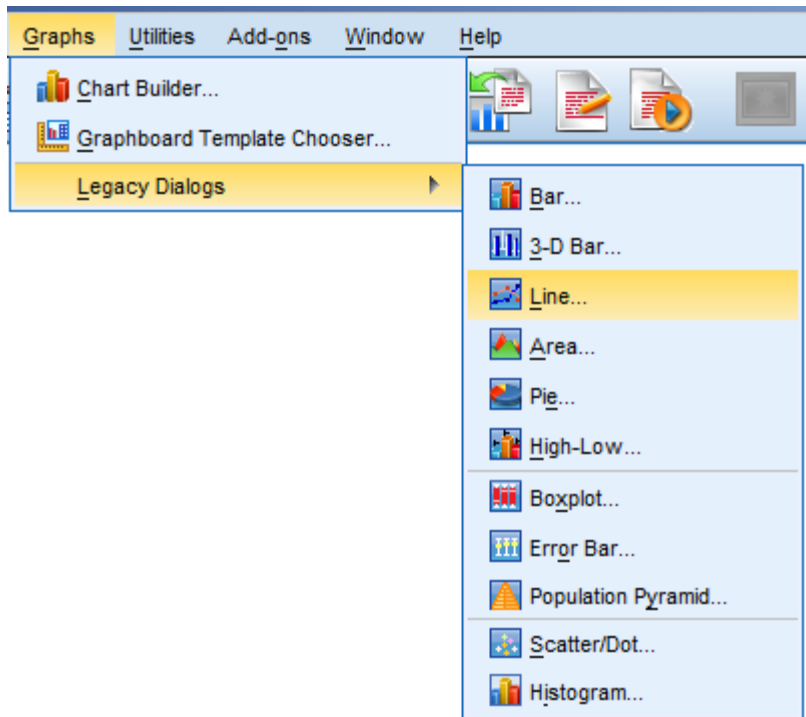 Graphs Utilities Add-ons Window Help
Chart Builder...
Graphboard Template Chooser...
Legacy Dialogs
Bar...
3-D Bar...
Line...
Area...
Pie...
High-Low...
Boxplot...
Error Bar...
Population Pyramid...
Scatter/Dot...
Histogram...